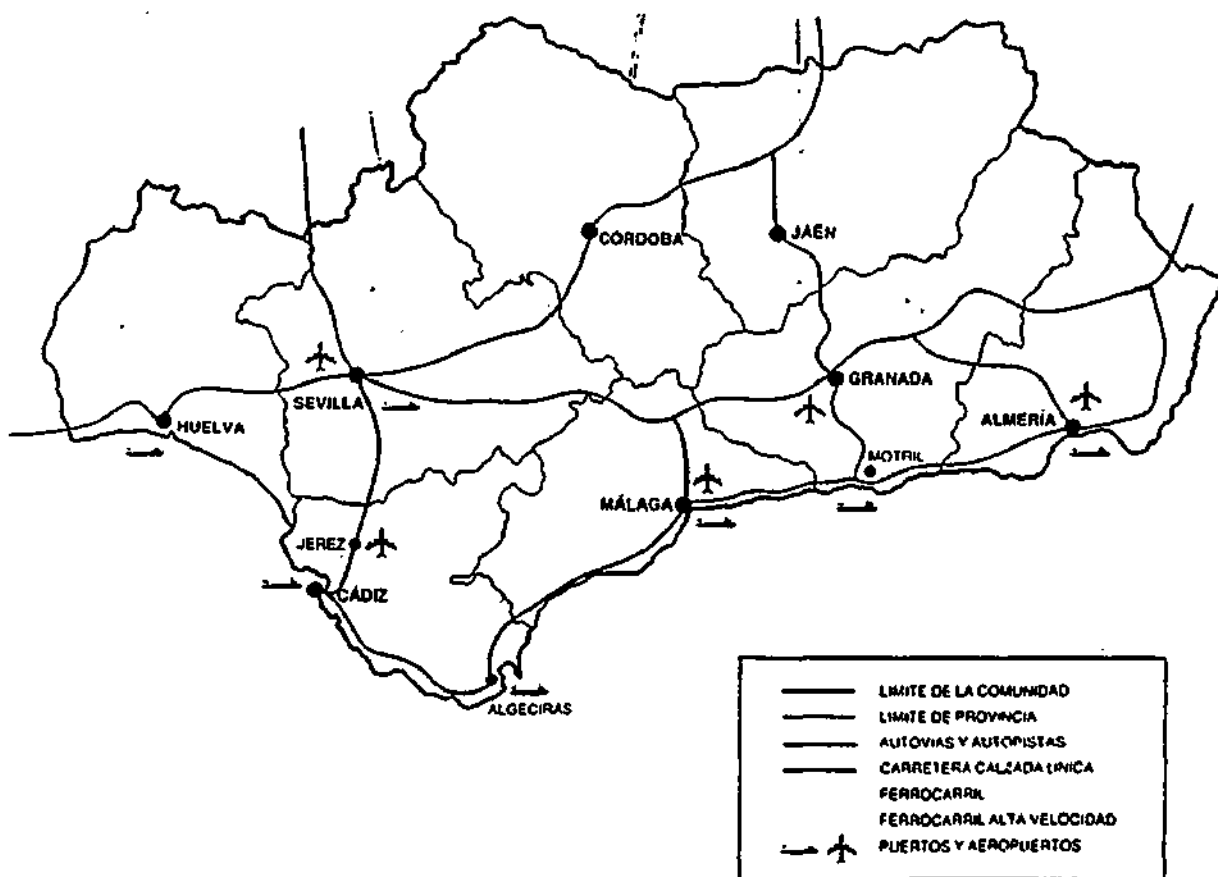 CÓRDOBA
JAÉN
SEVILLA
GRANADA
HUELVA
ALMERÍA
MOTRIL
MÁLAGA
JEREZ
CÁDIZ
ALGECIRAS
LIMITE DE LA COMUNIDAD
LIMITE DE PROVINCIA
AUTOVIAS Y AUTOPISTAS
CARRETERA CALZADA UNICA
FERROCARRIL
FERROCARRIL ALTA VELOCIDAD
PUERTOS Y AEROPUERTOS